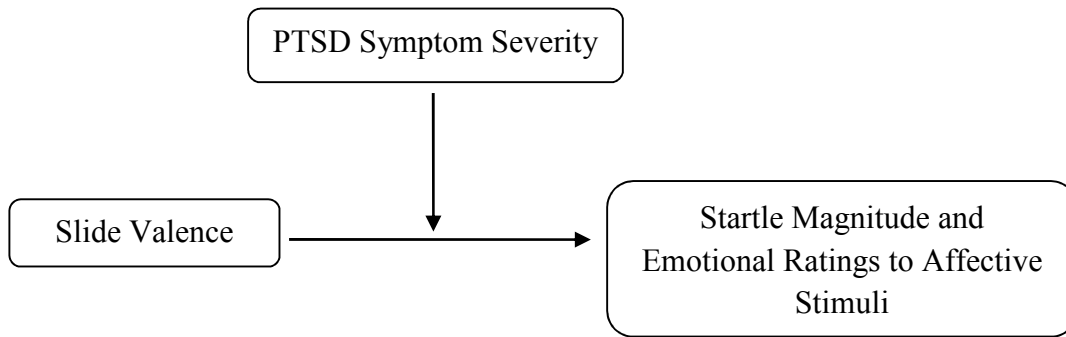 PTSD Symptom Severity
Slide Valence
Startle Magnitude and
Emotional Ratings to Affective
Stimuli